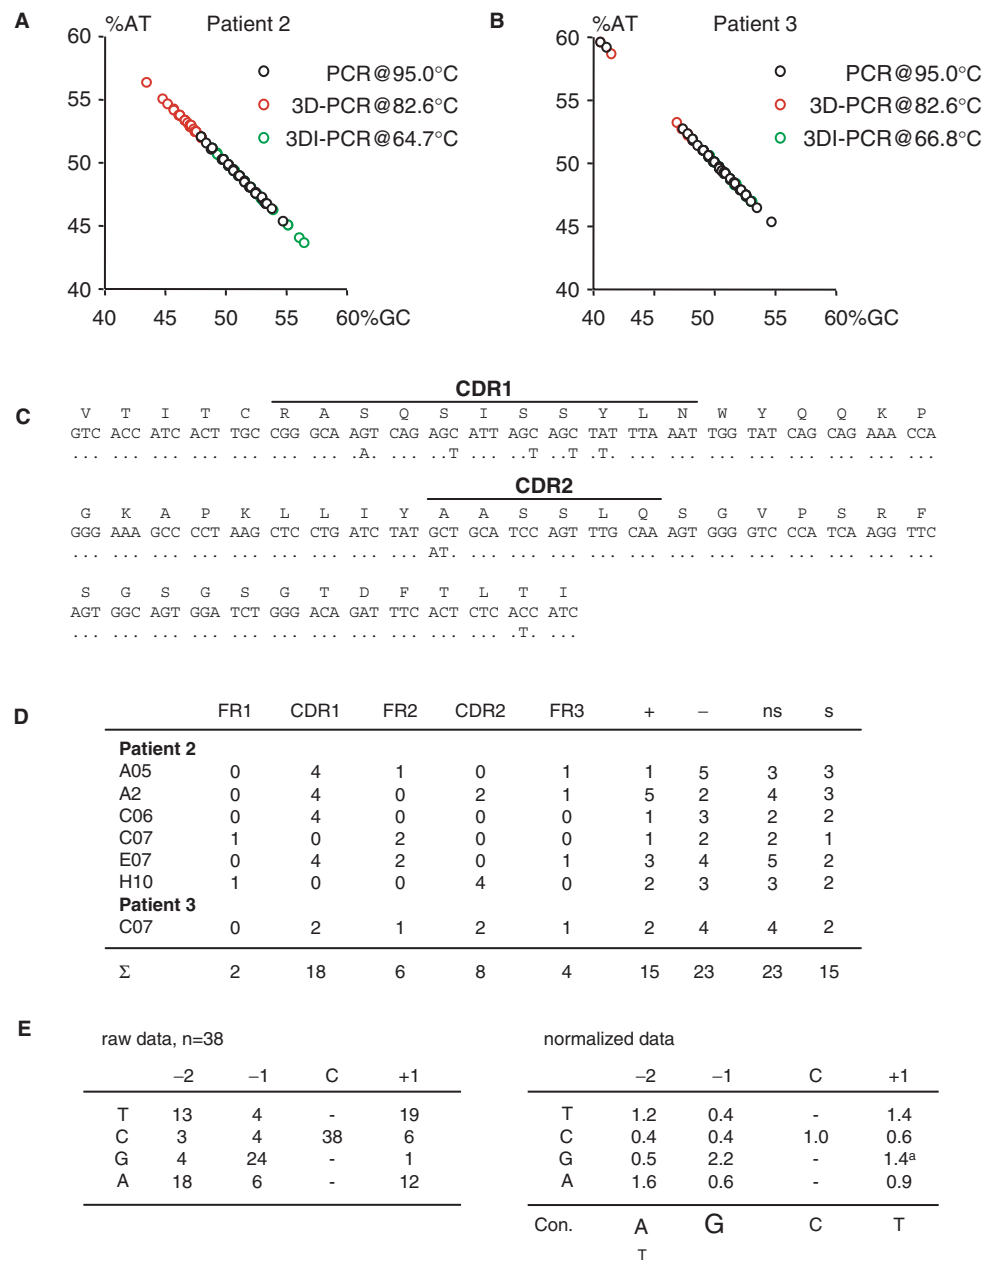 A %AT Patient 2
60
55
50
45
40
40 45 50 55 60%GC
PCR@95.0°C
3D-PCR@82.6°C
3DI-PCR@64.7°C
B %AT Patient 3
60
55
50
45
40
40 45 50 55 60%GC
PCR@95.0°C
3D-PCR@82.6°C
3DI-PCR@66.8°C
CDR1
C V T I T C R A S Q S I S S Y L N W Y Q Q K P
GTC ACC ATC ACT TGC CGG GCA AGT CAG AGC ATT AGC AGC TAT TTA AAT TGG TAT CAG CAG AAA CCA
... ... ... ... ... ... ... .A. ... ..T ... ..T ..T .T. ... ... ... ... ... ... ... ...
CDR2
G K A P K L L I Y A A S S L Q S G V P S R F
GGG AAA GCC CCT AAG CTC CTG ATC TAT GCT GCA TCC AGT TTG CAA AGT GGG GTC CCA TCA AGG TTC
... ... ... ... ... ... ... ... ... AT. ... ... ... ... ... ... ... ... ... ... ... ...
S G S G S G T D F T L T I
AGT GGC AGT GGA TCT GGG ACA GAT TTC ACT CTC ACC ATC
... ... ... ... ... ... ... ... ... ... ... .T. ...
D FR1 CDR1 FR2 CDR2 FR3 + − ns s
Patient 2
A05 0 4 1 0 1 1 5 3 3
A2 0 4 0 2 1 5 2 4 3
C06 0 4 0 0 0 1 3 2 2
C07 1 0 2 0 0 1 2 2 1
E07 0 4 2 0 1 3 4 5 2
H10 1 0 0 4 0 2 3 3 2
Patient 3
C07 0 2 1 2 1 2 4 4 2
Σ 2 18 6 8 4 15 23 23 15
E
raw data, n=38
−2 −1 C +1
T 13 4 - 19
C 3 4 38 6
G 4 24 - 1
A 18 6 - 12
normalized data
−2 −1 C +1
T 1.2 0.4 - 1.4
C 0.4 0.4 1.0 0.6
G 0.5 2.2 - 1.4a
A 1.6 0.6 - 0.9
Con. A G C T
T